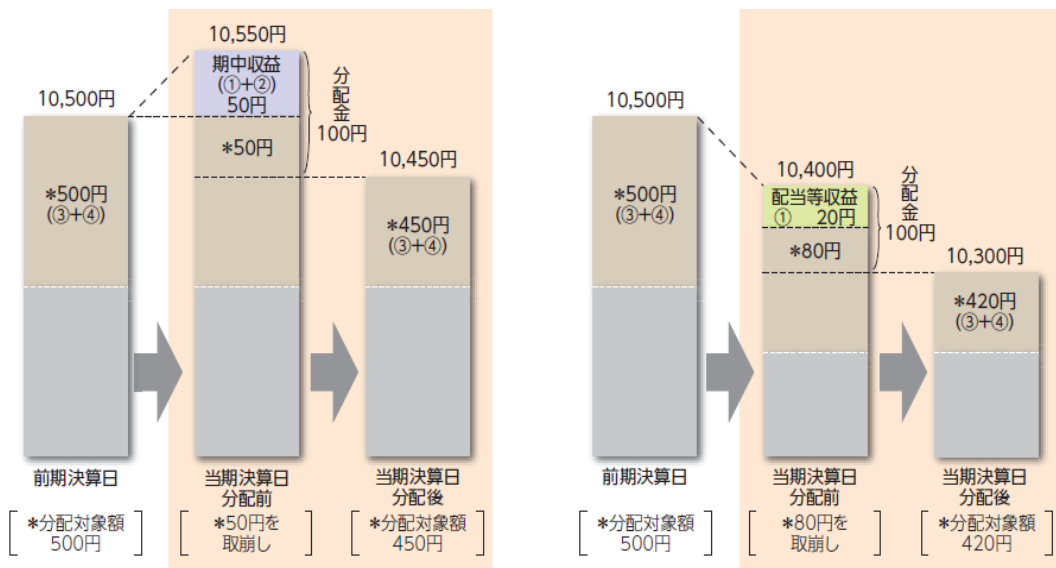 10,500円
*500円
(③+④)
前期決算日
*分配対象額
500円
10,550円
期中収益
(①+②)
50円
*50円
分配金
100円
当期決算日
分配前
*50円を
取崩し
10,450円
*450円
(③+④)
当期決算日
分配後
*分配対象額
450円
10,500円
*500円
(③+④)
前期決算日
*分配対象額
500円
10,400円
配当等収益
① 20円
*80円
分配金
100円
当期決算日
分配前
*80円を
取崩し
10,300円
*420円
(③+④)
当期決算日
分配後
*分配対象額
420円